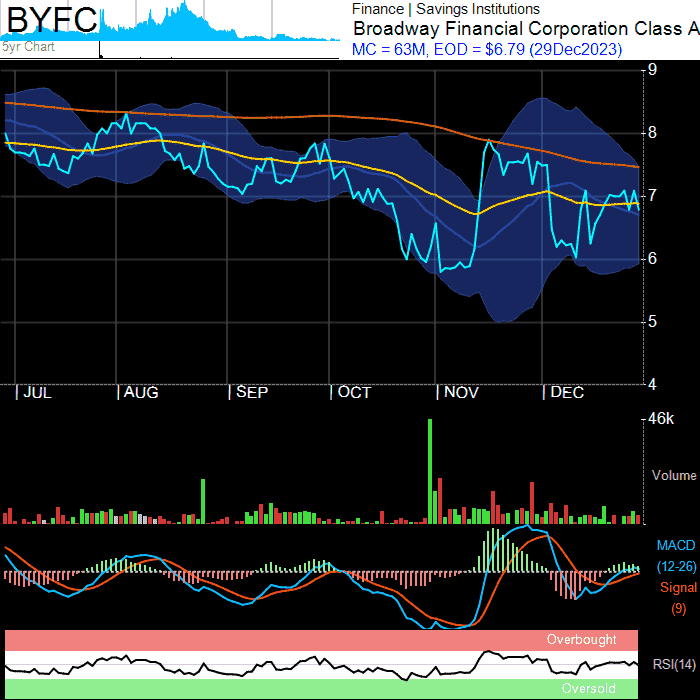 BYFC
5yr Chart
Finance | Savings Institutions
Broadway Financial Corporation Class A
MC = 63M, EOD = $6.79 (29Dec2023)
9
8
7
6
5
4
| JUL | AUG | SEP | OCT | NOV | DEC
46k
Volume
MACD
(12-26)
Signal
(9)
Overbought
RSI(14)
Oversold